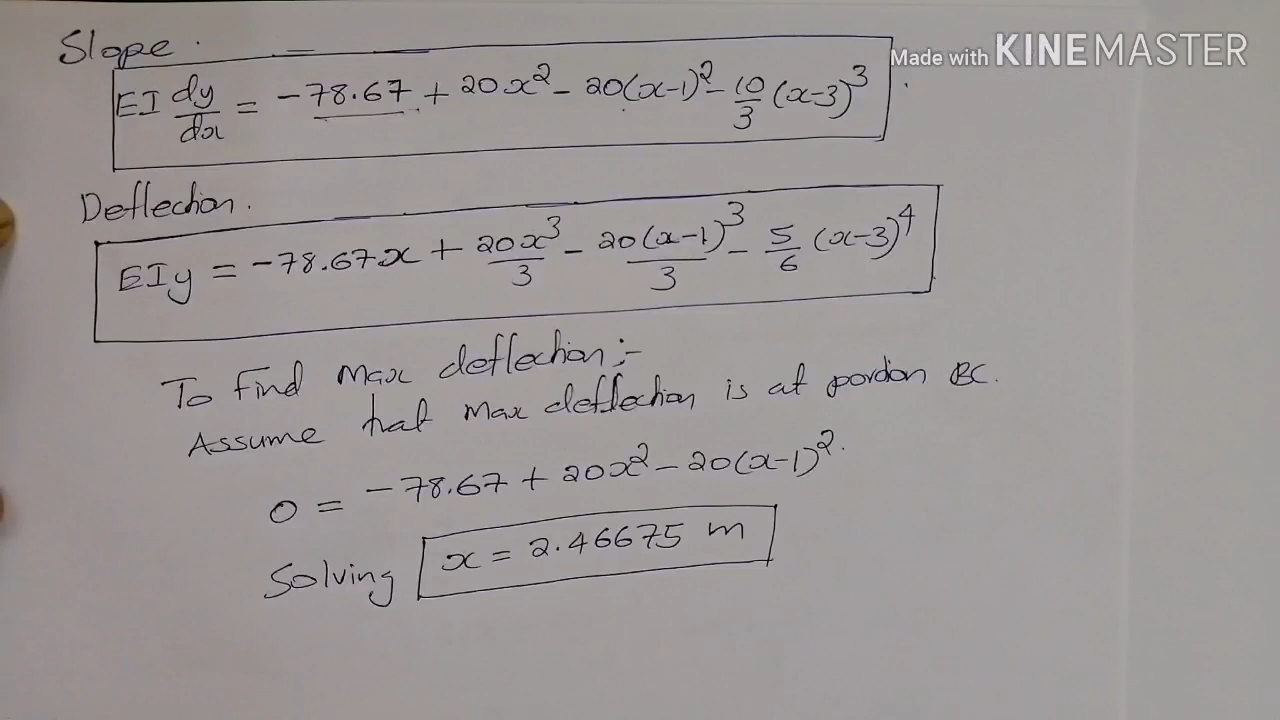 Slope.
Made with KINEMASTER
EI dy/dx = -78.67 + 20x² - 20(x-1)² - 10/3 (x-3)³.
Deflection.
EIy = -78.67x + 20x³/3 - 20(x-1)³/3 - 5/6 (x-3)⁴
To find max deflection:-
Assume hat max deflection is at portion BC.
0 = -78.67 + 20x² - 20(x-1)².
Solving x = 2.46675 m